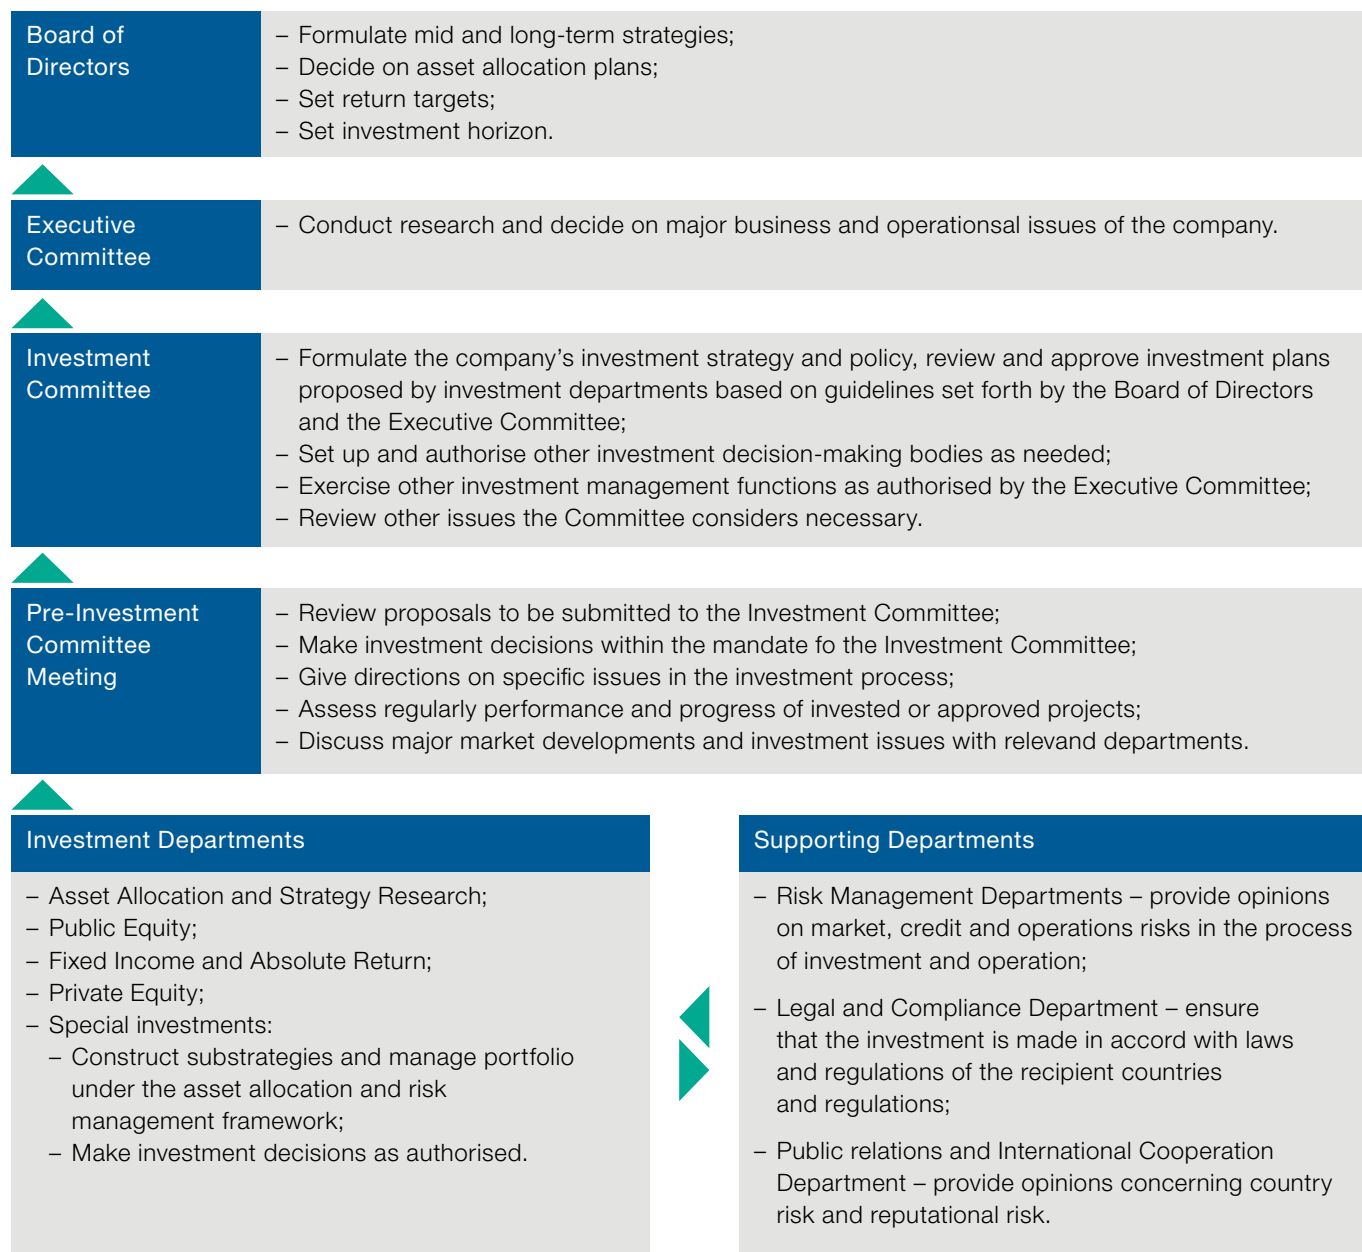 Board of
Directors
– Formulate mid and long-term strategies;
– Decide on asset allocation plans;
– Set return targets;
– Set investment horizon.
Executive
Committee
– Conduct research and decide on major business and operationsal issues of the company.
Investment
Committee
– Formulate the company’s investment strategy and policy, review and approve investment plans
proposed by investment departments based on guidelines set forth by the Board of Directors
and the Executive Committee;
– Set up and authorise other investment decision-making bodies as needed;
– Exercise other investment management functions as authorised by the Executive Committee;
– Review other issues the Committee considers necessary.
Pre-Investment
Committee
Meeting
– Review proposals to be submitted to the Investment Committee;
– Make investment decisions within the mandate fo the Investment Committee;
– Give directions on specific issues in the investment process;
– Assess regularly performance and progress of invested or approved projects;
– Discuss major market developments and investment issues with relevand departments.
Investment Departments
– Asset Allocation and Strategy Research;
– Public Equity;
– Fixed Income and Absolute Return;
– Private Equity;
– Special investments:
– Construct substrategies and manage portfolio
under the asset allocation and risk
management framework;
– Make investment decisions as authorised.
Supporting Departments
– Risk Management Departments – provide opinions
on market, credit and operations risks in the process
of investment and operation;
– Legal and Compliance Department – ensure
that the investment is made in accord with laws
and regulations of the recipient countries
and regulations;
– Public relations and International Cooperation
Department – provide opinions concerning country
risk and reputational risk.